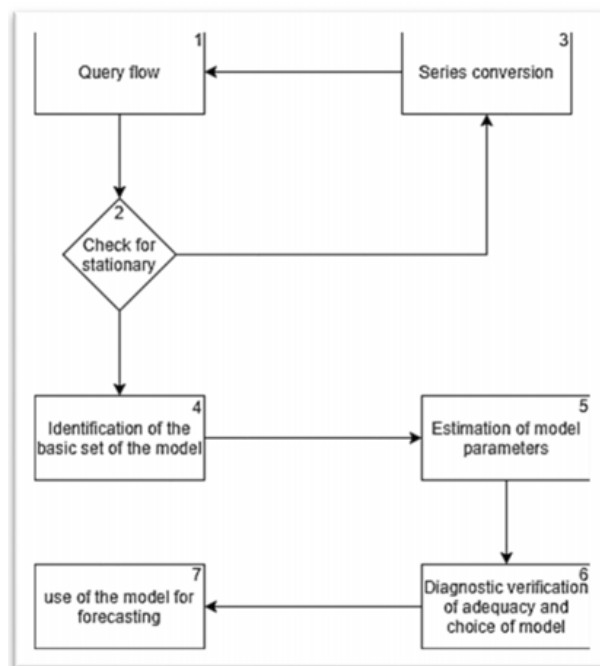 1
Query flow
3
Series conversion
2
Check for
stationary
4
Identification of the
basic set of the model
5
Estimation of model
parameters
6
Diagnostic verification
of adequacy and
choice of model
7
use of the model for
forecasting